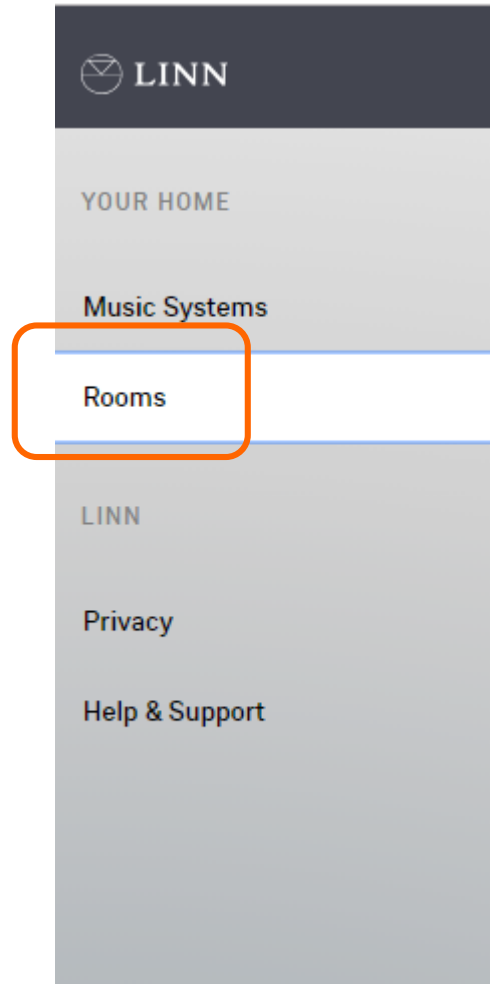 LINN
YOUR HOME
Music Systems
Rooms
LINN
Privacy
Help & Support